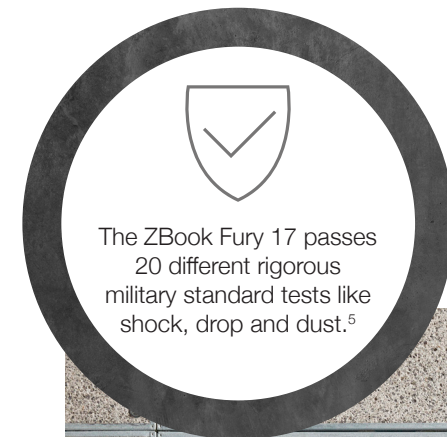 The ZBook Fury 17 passes
20 different rigorous
military standard tests like
shock, drop and dust.⁵